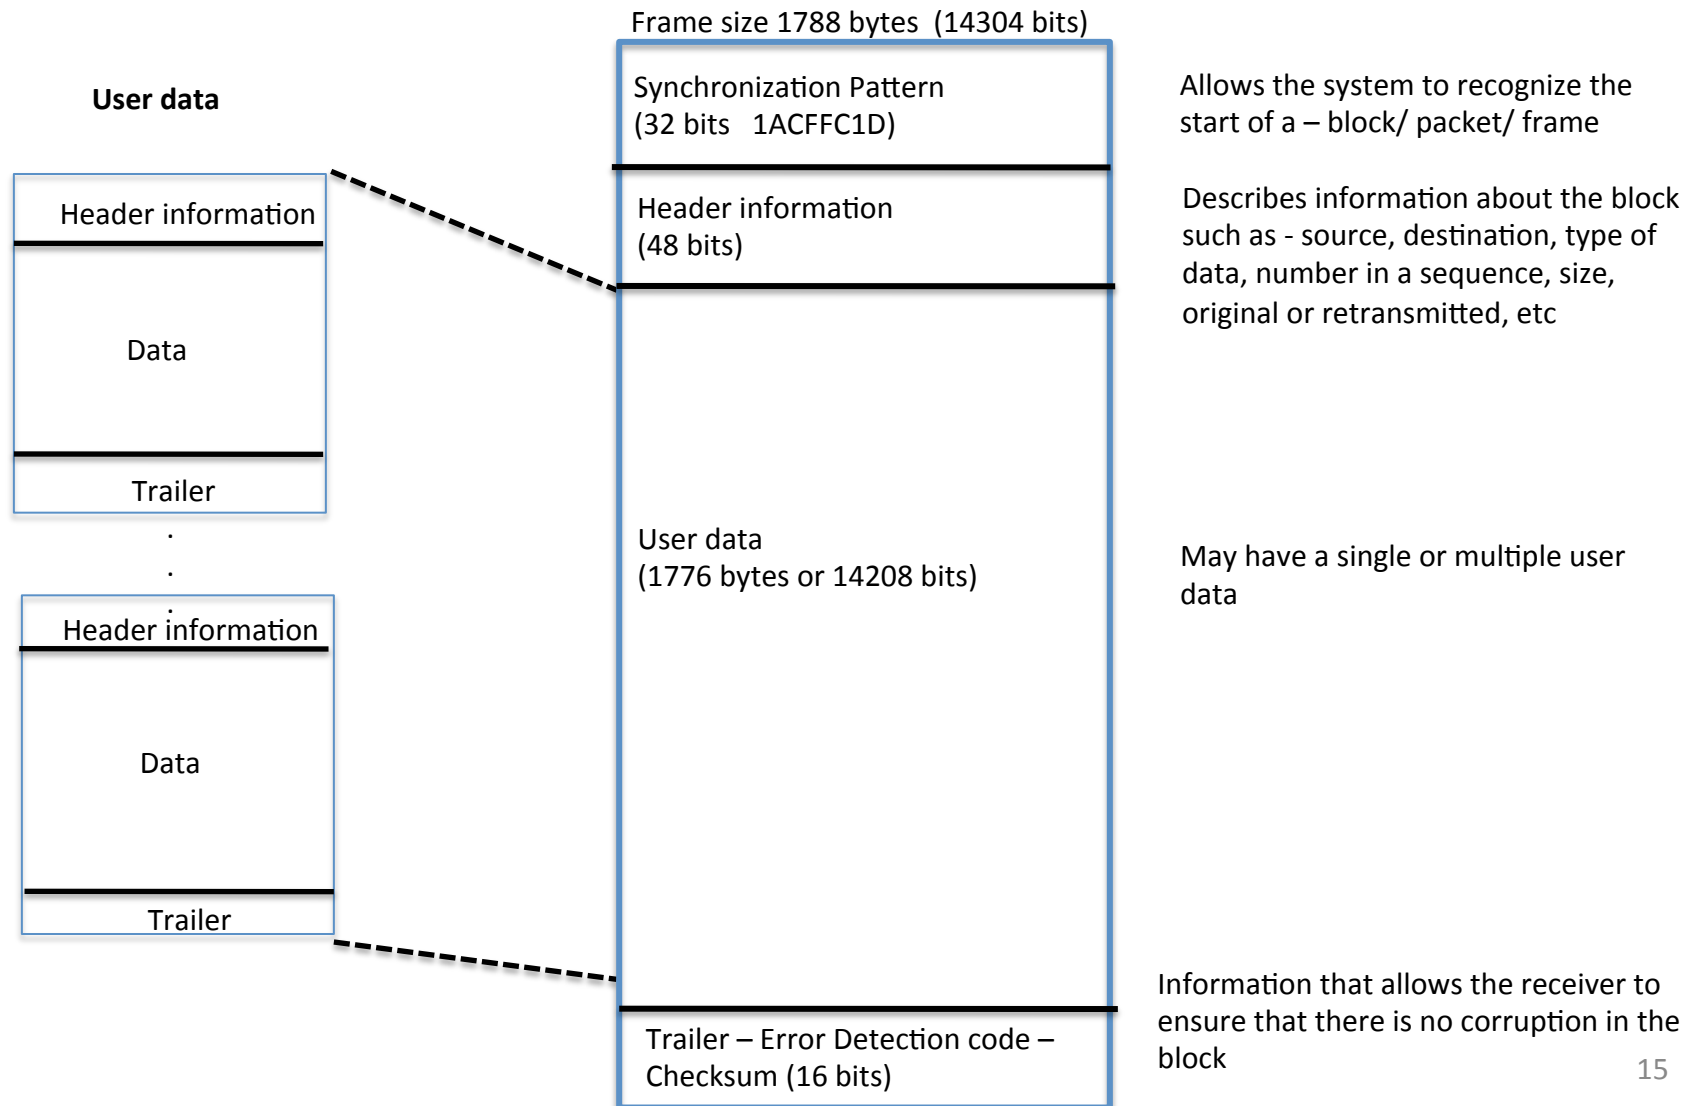 Frame size 1788 bytes  (14304 bits)
User data
Header information
Data
Trailer
.
.
.
Header information
Data
Trailer
Synchronization Pattern
(32 bits   1ACFFC1D)
Header information
(48 bits)
User data
(1776 bytes or 14208 bits)
Trailer – Error Detection code –
Checksum (16 bits)
Allows the system to recognize the
start of a – block/ packet/ frame
Describes information about the block
such as - source, destination, type of
data, number in a sequence, size,
original or retransmitted, etc
May have a single or multiple user
data
Information that allows the receiver to
ensure that there is no corruption in the
block
15